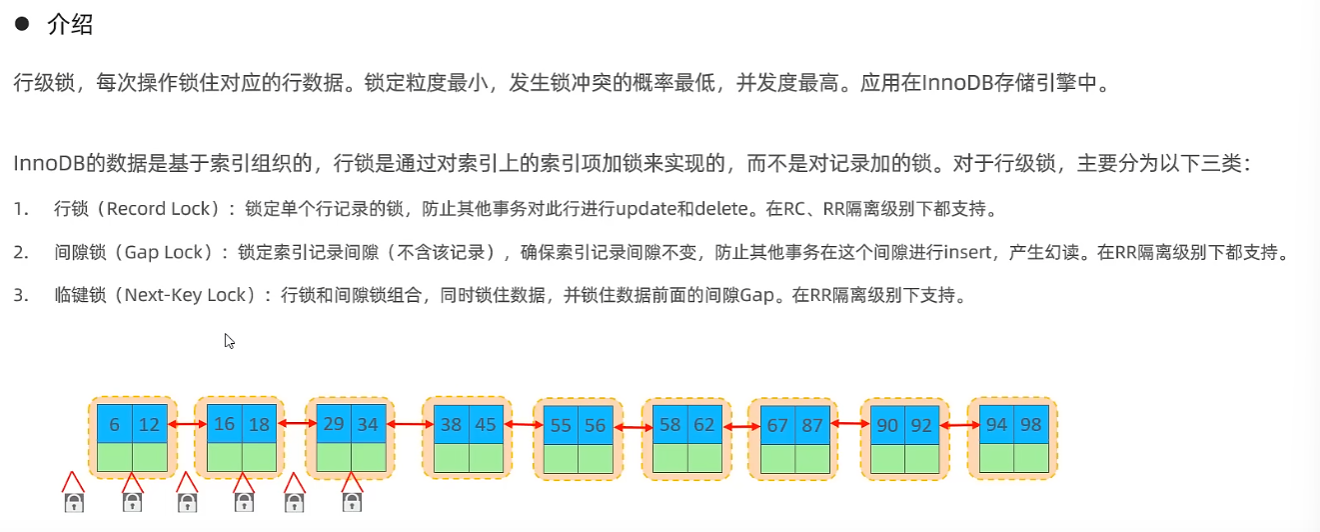 ● 介绍
行级锁，每次操作锁住对应的行数据。锁定粒度最小，发生锁冲突的概率最低，并发度最高。应用在InnoDB存储引擎中。
InnoDB的数据是基于索引组织的，行锁是通过对索引上的索引项加锁来实现的，而不是对记录加的锁。对于行级锁，主要分为以下三类：
1. 行锁（Record Lock）：锁定单个行记录的锁，防止其他事务对此行进行update和delete。在RC、RR隔离级别下都支持。
2. 间隙锁（Gap Lock）：锁定索引记录间隙（不含该记录），确保索引记录间隙不变，防止其他事务在这个间隙进行insert，产生幻读。在RR隔离级别下都支持。
3. 临键锁（Next-Key Lock）：行锁和间隙锁组合，同时锁住数据，并锁住数据前面的间隙Gap。在RR隔离级别下支持。
6 12 16 18 29 34 38 45 55 56 58 62 67 87 90 92 94 98